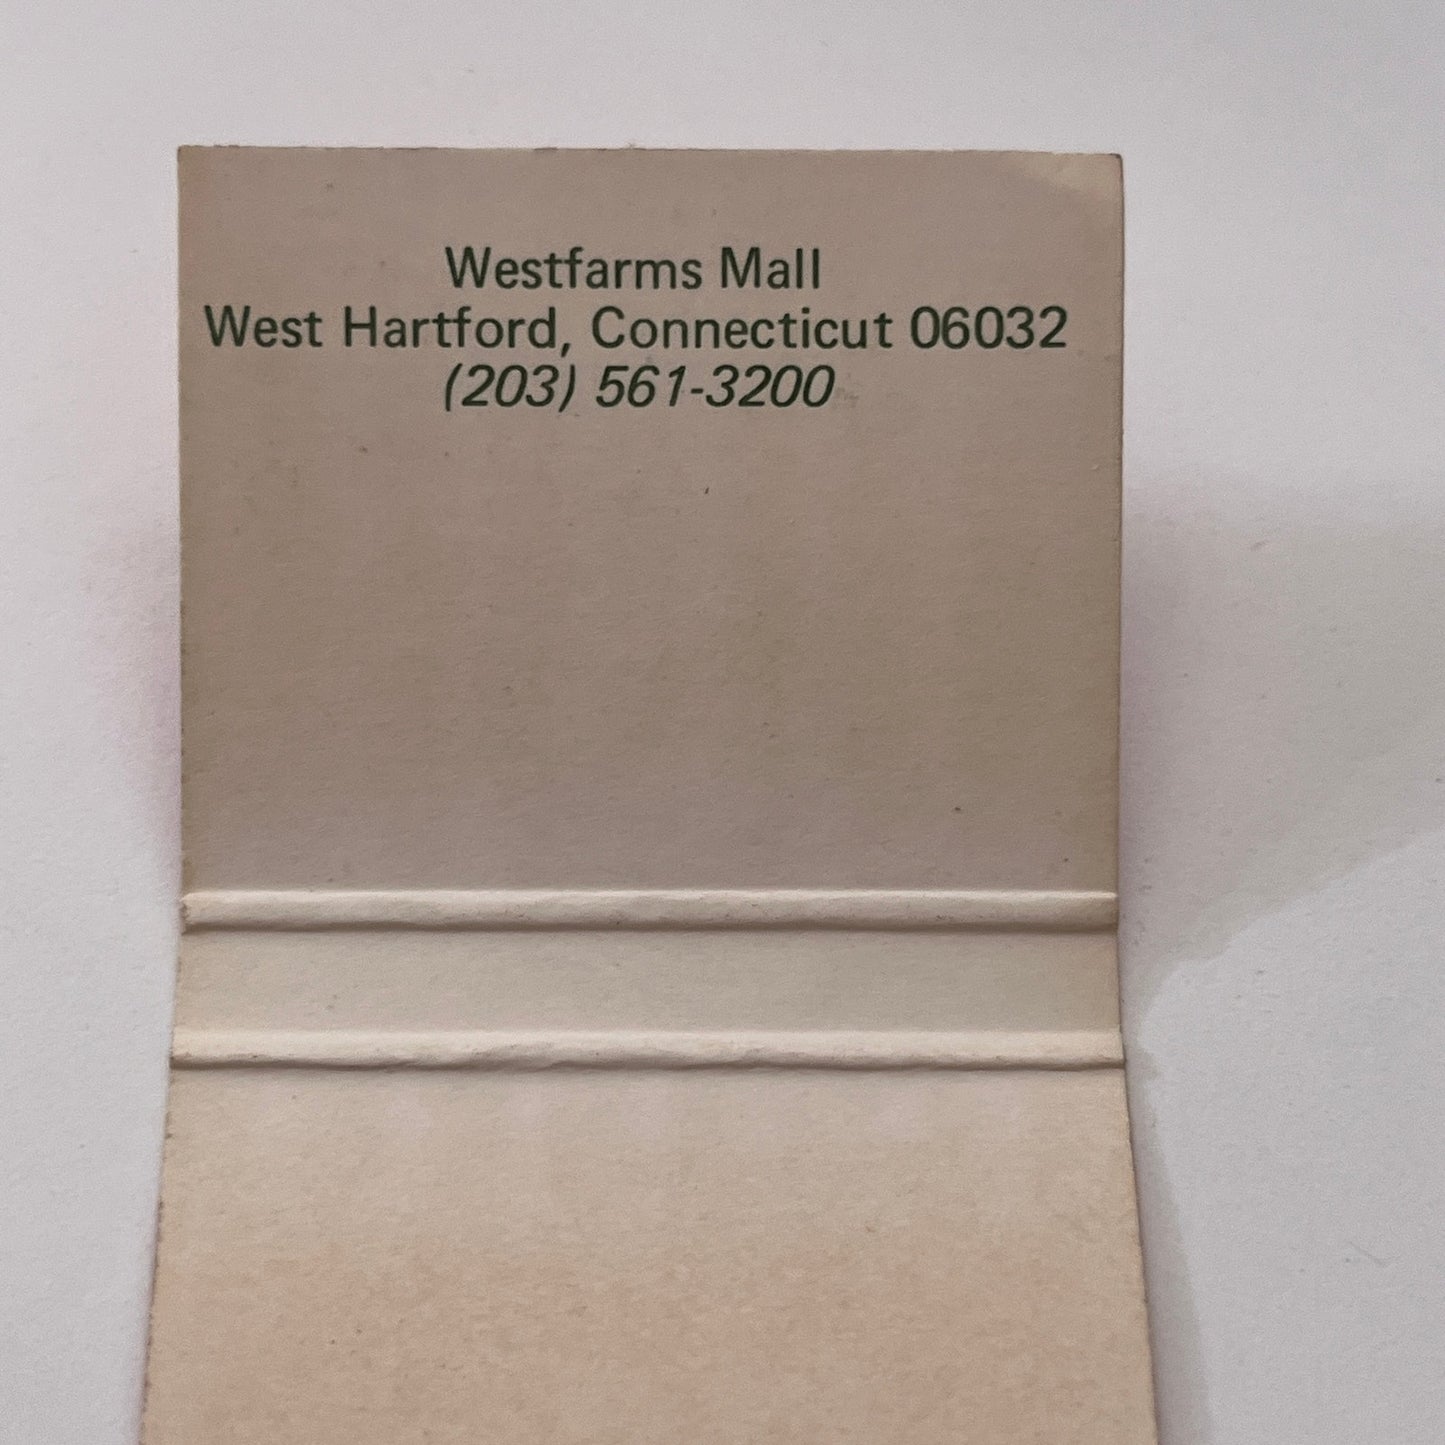 Westfarms Mall
West Hartford, Connecticut 06032
(203) 561-3200